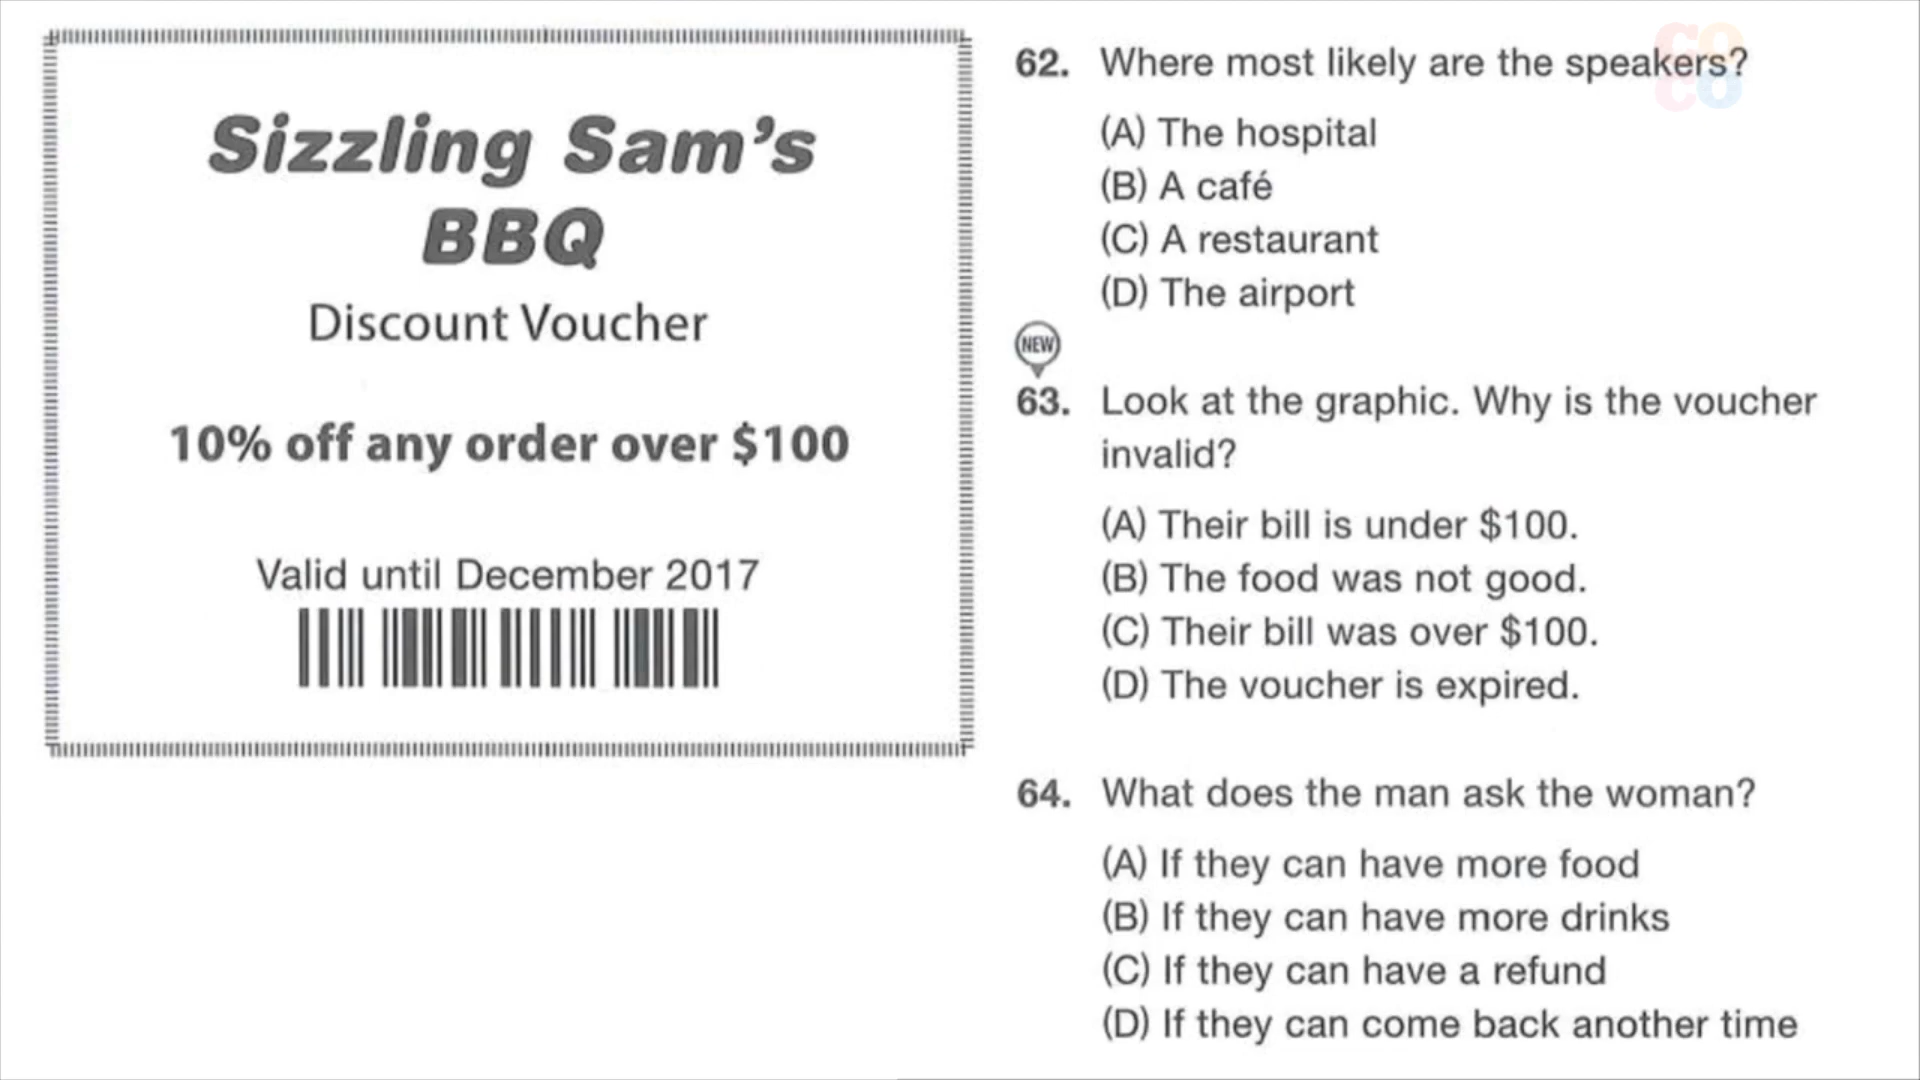 Sizzling Sam's
BBQ
Discount Voucher
10% off any order over $100
Valid until December 2017
62. Where most likely are the speakers?
(A) The hospital
(B) A café
(C) A restaurant
(D) The airport
NEW
63. Look at the graphic. Why is the voucher
invalid?
(A) Their bill is under $100.
(B) The food was not good.
(C) Their bill was over $100.
(D) The voucher is expired.
64. What does the man ask the woman?
(A) If they can have more food
(B) If they can have more drinks
(C) If they can have a refund
(D) If they can come back another time
GOCO